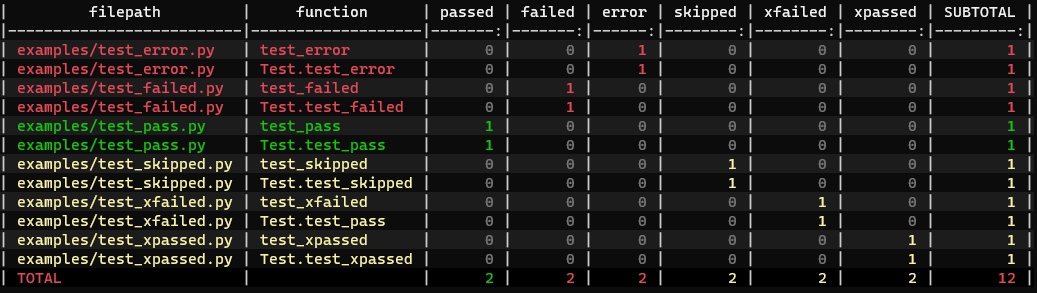 |         filepath         |     function     | passed | failed | error | skipped | xfailed | xpassed | SUBTOTAL |
|--------------------------|-------------------|-------:|-------:|------:|--------:|--------:|--------:|---------:|
| examples/test_error.py | test_error | 0 | 0 | 1 | 0 | 0 | 0 | 1 |
| examples/test_error.py | Test.test_error | 0 | 0 | 1 | 0 | 0 | 0 | 1 |
| examples/test_failed.py | test_failed | 0 | 1 | 0 | 0 | 0 | 0 | 1 |
| examples/test_failed.py | Test.test_failed | 0 | 1 | 0 | 0 | 0 | 0 | 1 |
| examples/test_pass.py | test_pass | 1 | 0 | 0 | 0 | 0 | 0 | 1 |
| examples/test_pass.py | Test.test_pass | 1 | 0 | 0 | 0 | 0 | 0 | 1 |
| examples/test_skipped.py | test_skipped | 0 | 0 | 0 | 1 | 0 | 0 | 1 |
| examples/test_skipped.py | Test.test_skipped | 0 | 0 | 0 | 1 | 0 | 0 | 1 |
| examples/test_xfailed.py | test_xfailed | 0 | 0 | 0 | 0 | 1 | 0 | 1 |
| examples/test_xfailed.py | Test.test_pass | 0 | 0 | 0 | 0 | 1 | 0 | 1 |
| examples/test_xpassed.py | test_xpassed | 0 | 0 | 0 | 0 | 0 | 1 | 1 |
| examples/test_xpassed.py | Test.test_xpassed | 0 | 0 | 0 | 0 | 0 | 1 | 1 |
| TOTAL | | 2 | 2 | 2 | 2 | 2 | 2 | 12 |